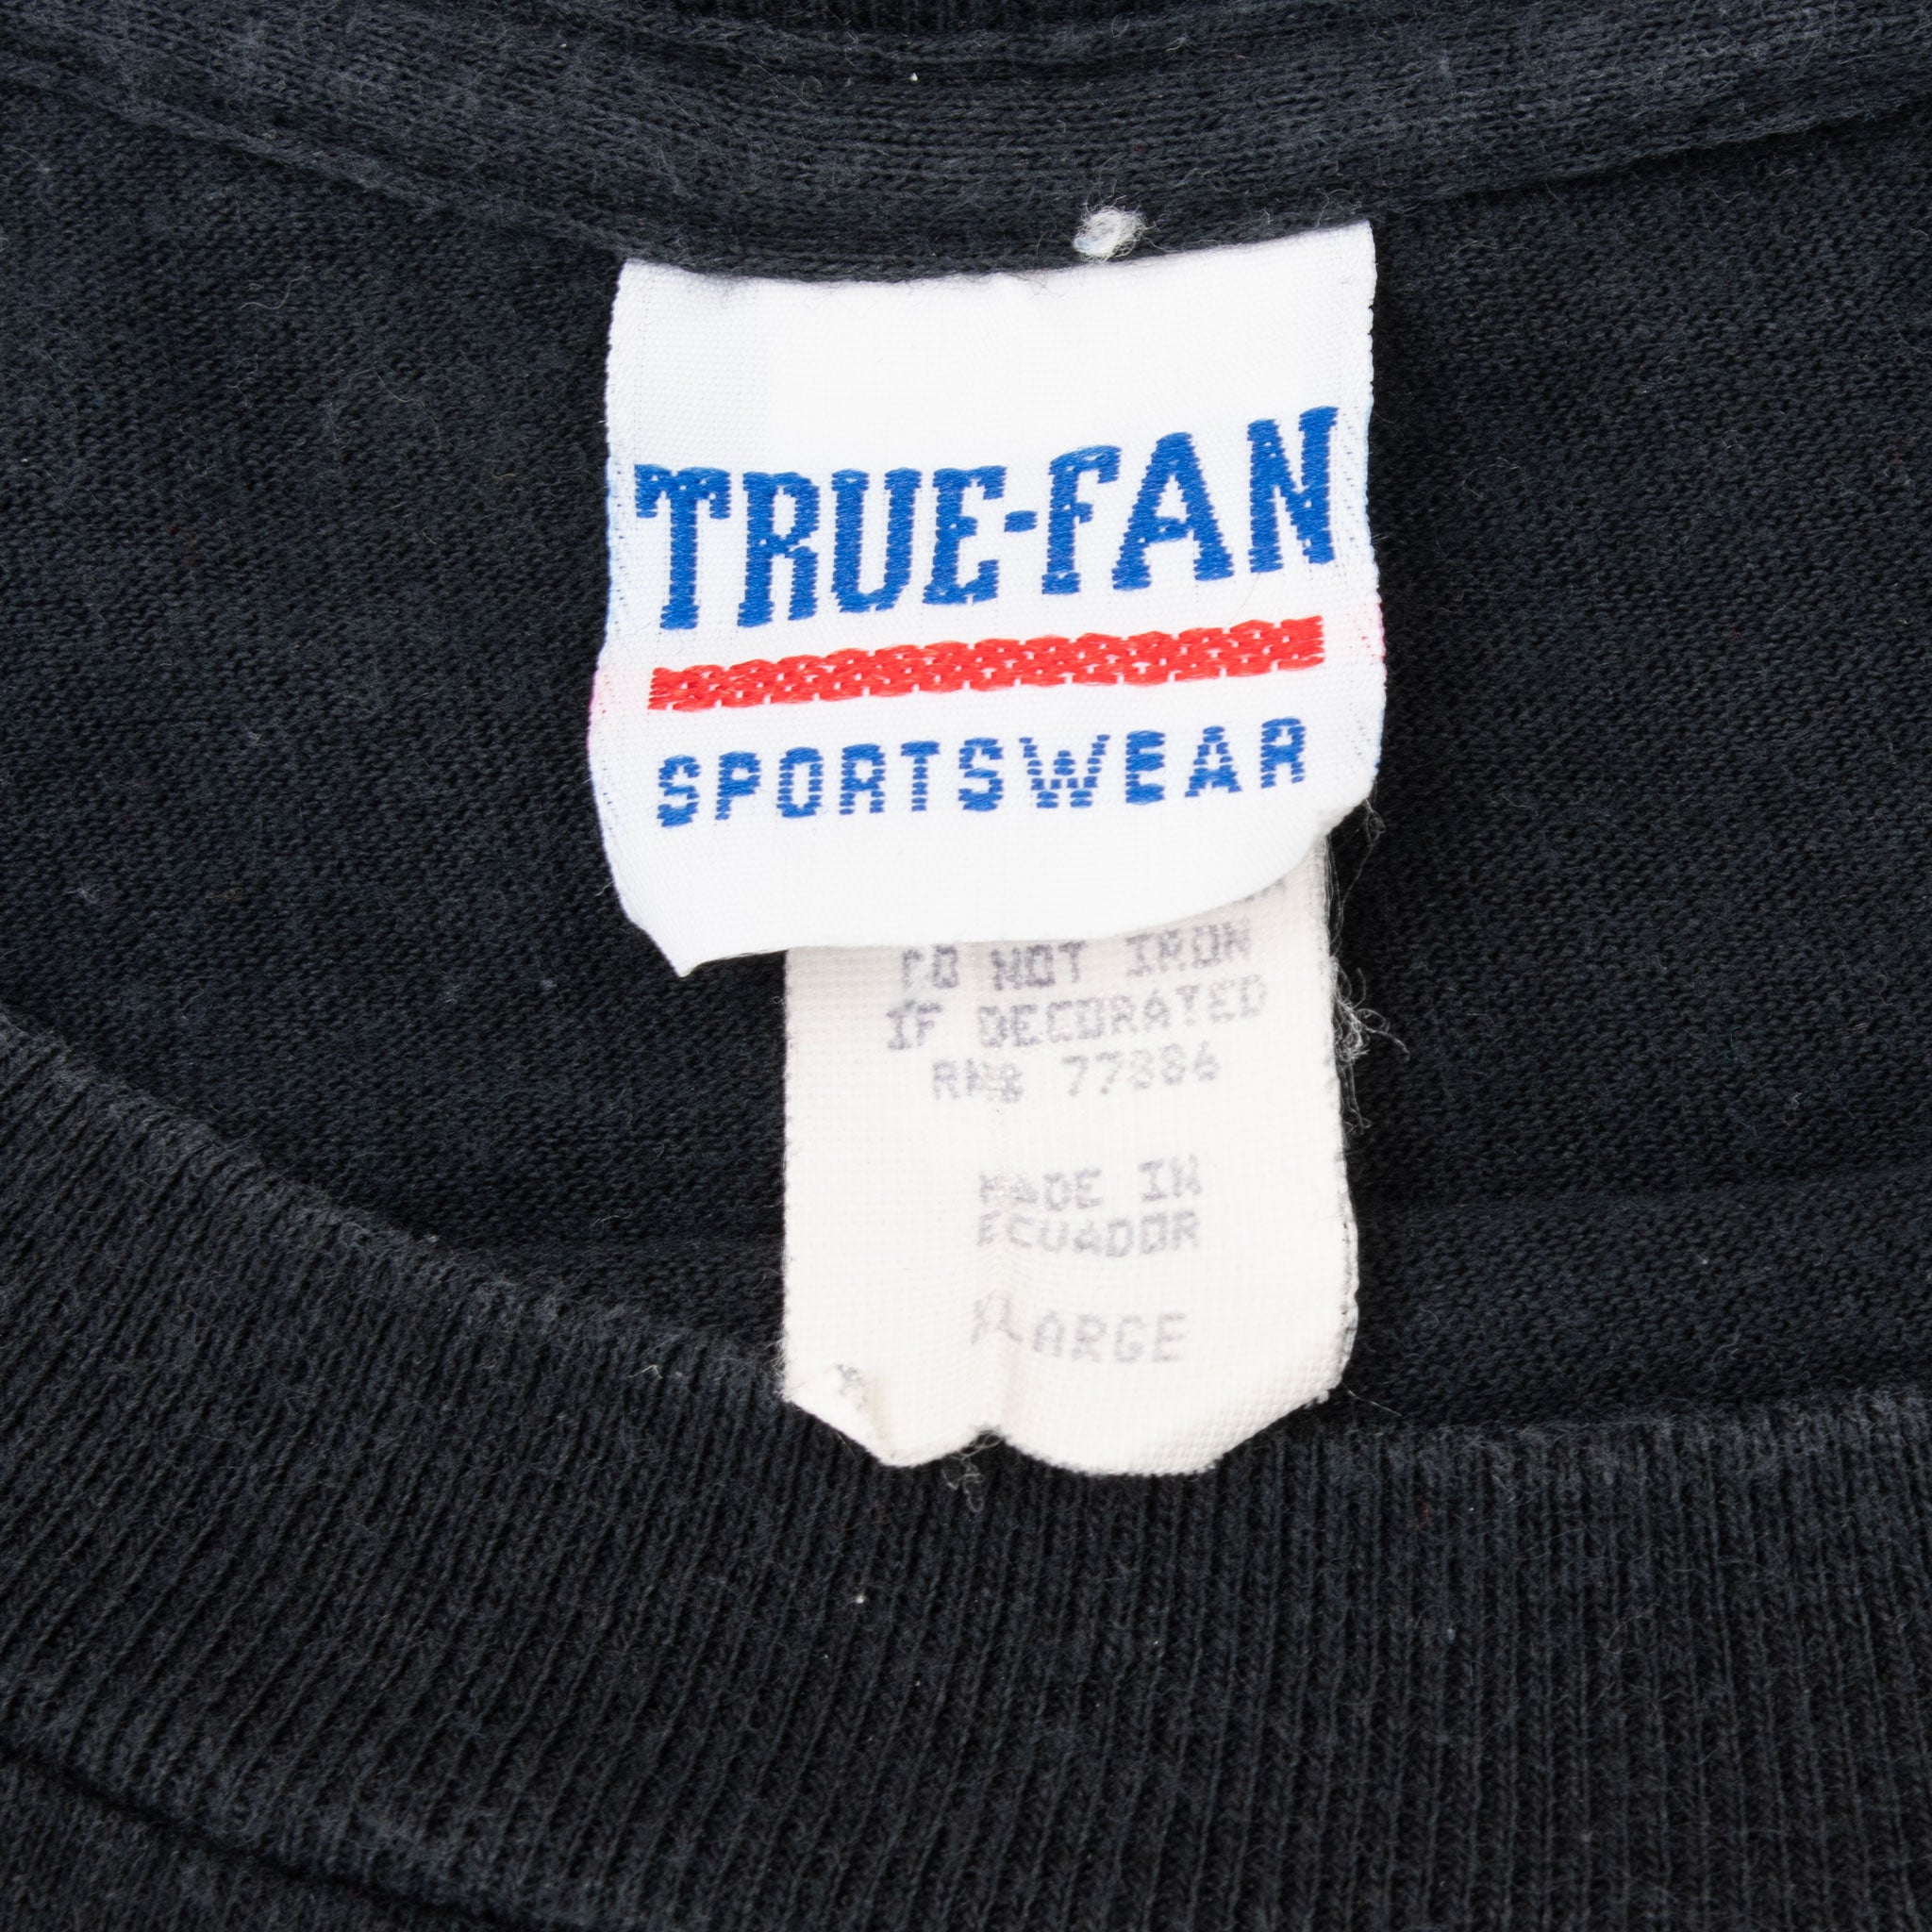 TRUE-FAN
SPORTSWEAR
DO NOT IRON
IF DECORATED
RN# 77886
MADE IN
ECUADOR
XLARGE